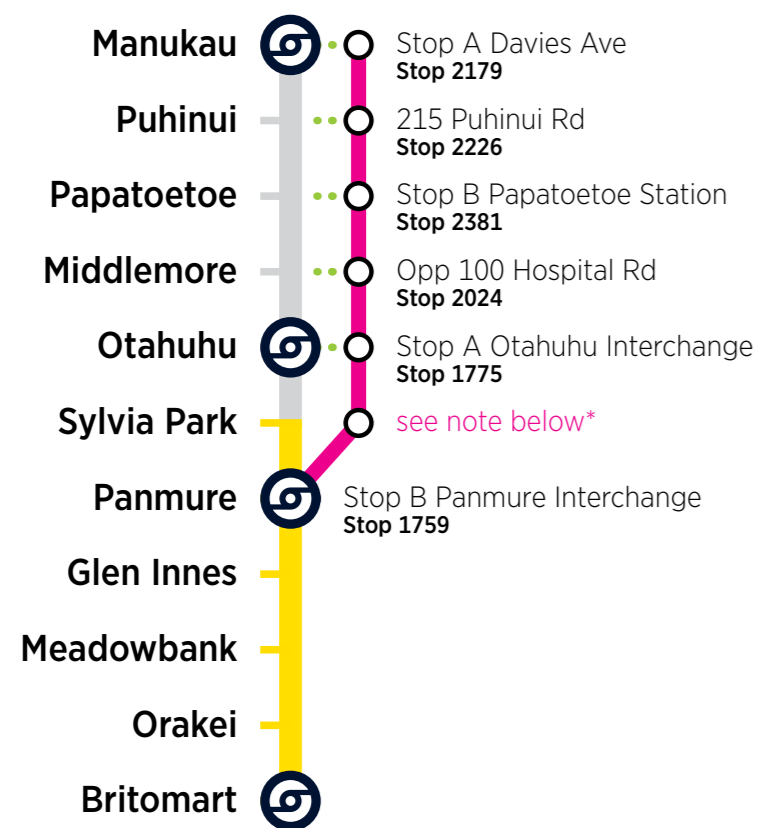 Manukau
Stop A Davies Ave
Stop 2179
Puhinui
215 Puhinui Rd
Stop 2226
Papatoetoe
Stop B Papatoetoe Station
Stop 2381
Middlemore
Opp 100 Hospital Rd
Stop 2024
Otahuhu
Stop A Otahuhu Interchange
Stop 1775
Sylvia Park
see note below*
Panmure
Stop B Panmure Interchange
Stop 1759
Glen Innes
Meadowbank
Orakei
Britomart